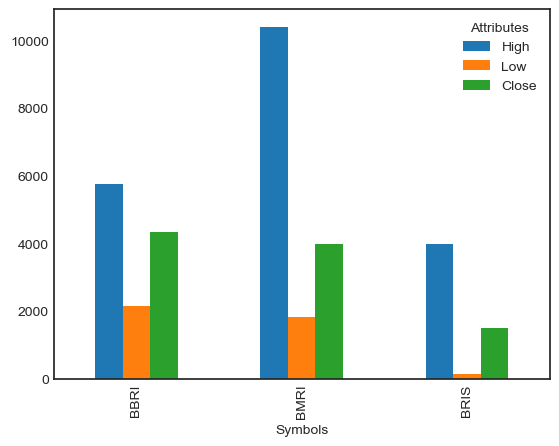 Attributes
High
Low
Close
10000
8000
6000
4000
2000
0
BBRI
BMRI
BRIS
Symbols